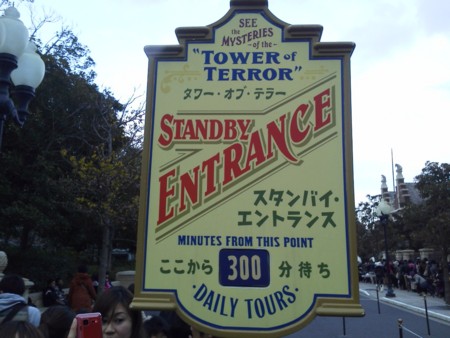 SEE
the MYSTERIES
of the
"TOWER of
TERROR"
タワー・オブ・テラー
STANDBY
ENTRANCE
スタンバイ・
エントランス
MINUTES FROM THIS POINT
ここから 300 分待ち
・DAILY TOURS・